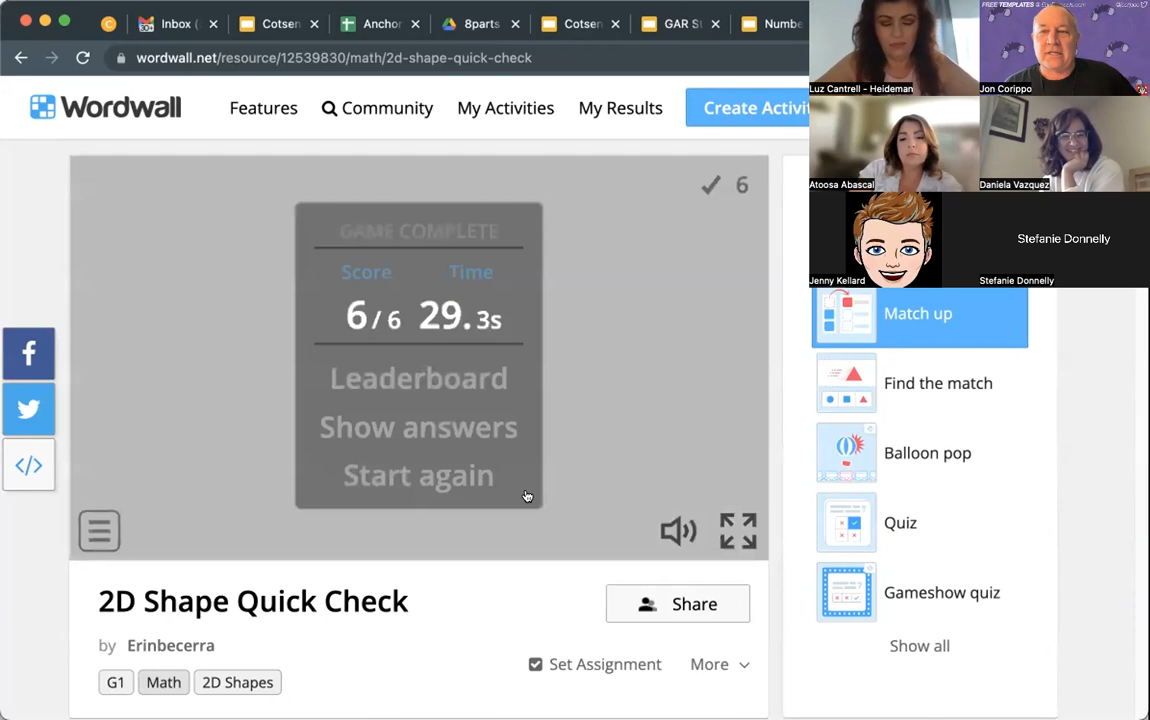 Inbox (
Cotsen
Anchor
8parts
Cotsen
GAR St
Numbe
wordwall.net/resource/12539830/math/2d-shape-quick-check
Wordwall
Features
Community
My Activities
My Results
Create Activi
FREE TEMPLATES
Luz Cantrell - Heideman
Jon Corippo
Atoosa Abascal
Daniela Vazquez
Stefanie Donnelly
Jenny Kellard
Stefanie Donnelly
6
GAME COMPLETE
Score Time
6/6 29.3s
Leaderboard
Show answers
Start again
Match up
Find the match
Balloon pop
Quiz
Gameshow quiz
Show all
2D Shape Quick Check
Share
by Erinbecerra
Set Assignment
More
G1
Math
2D Shapes